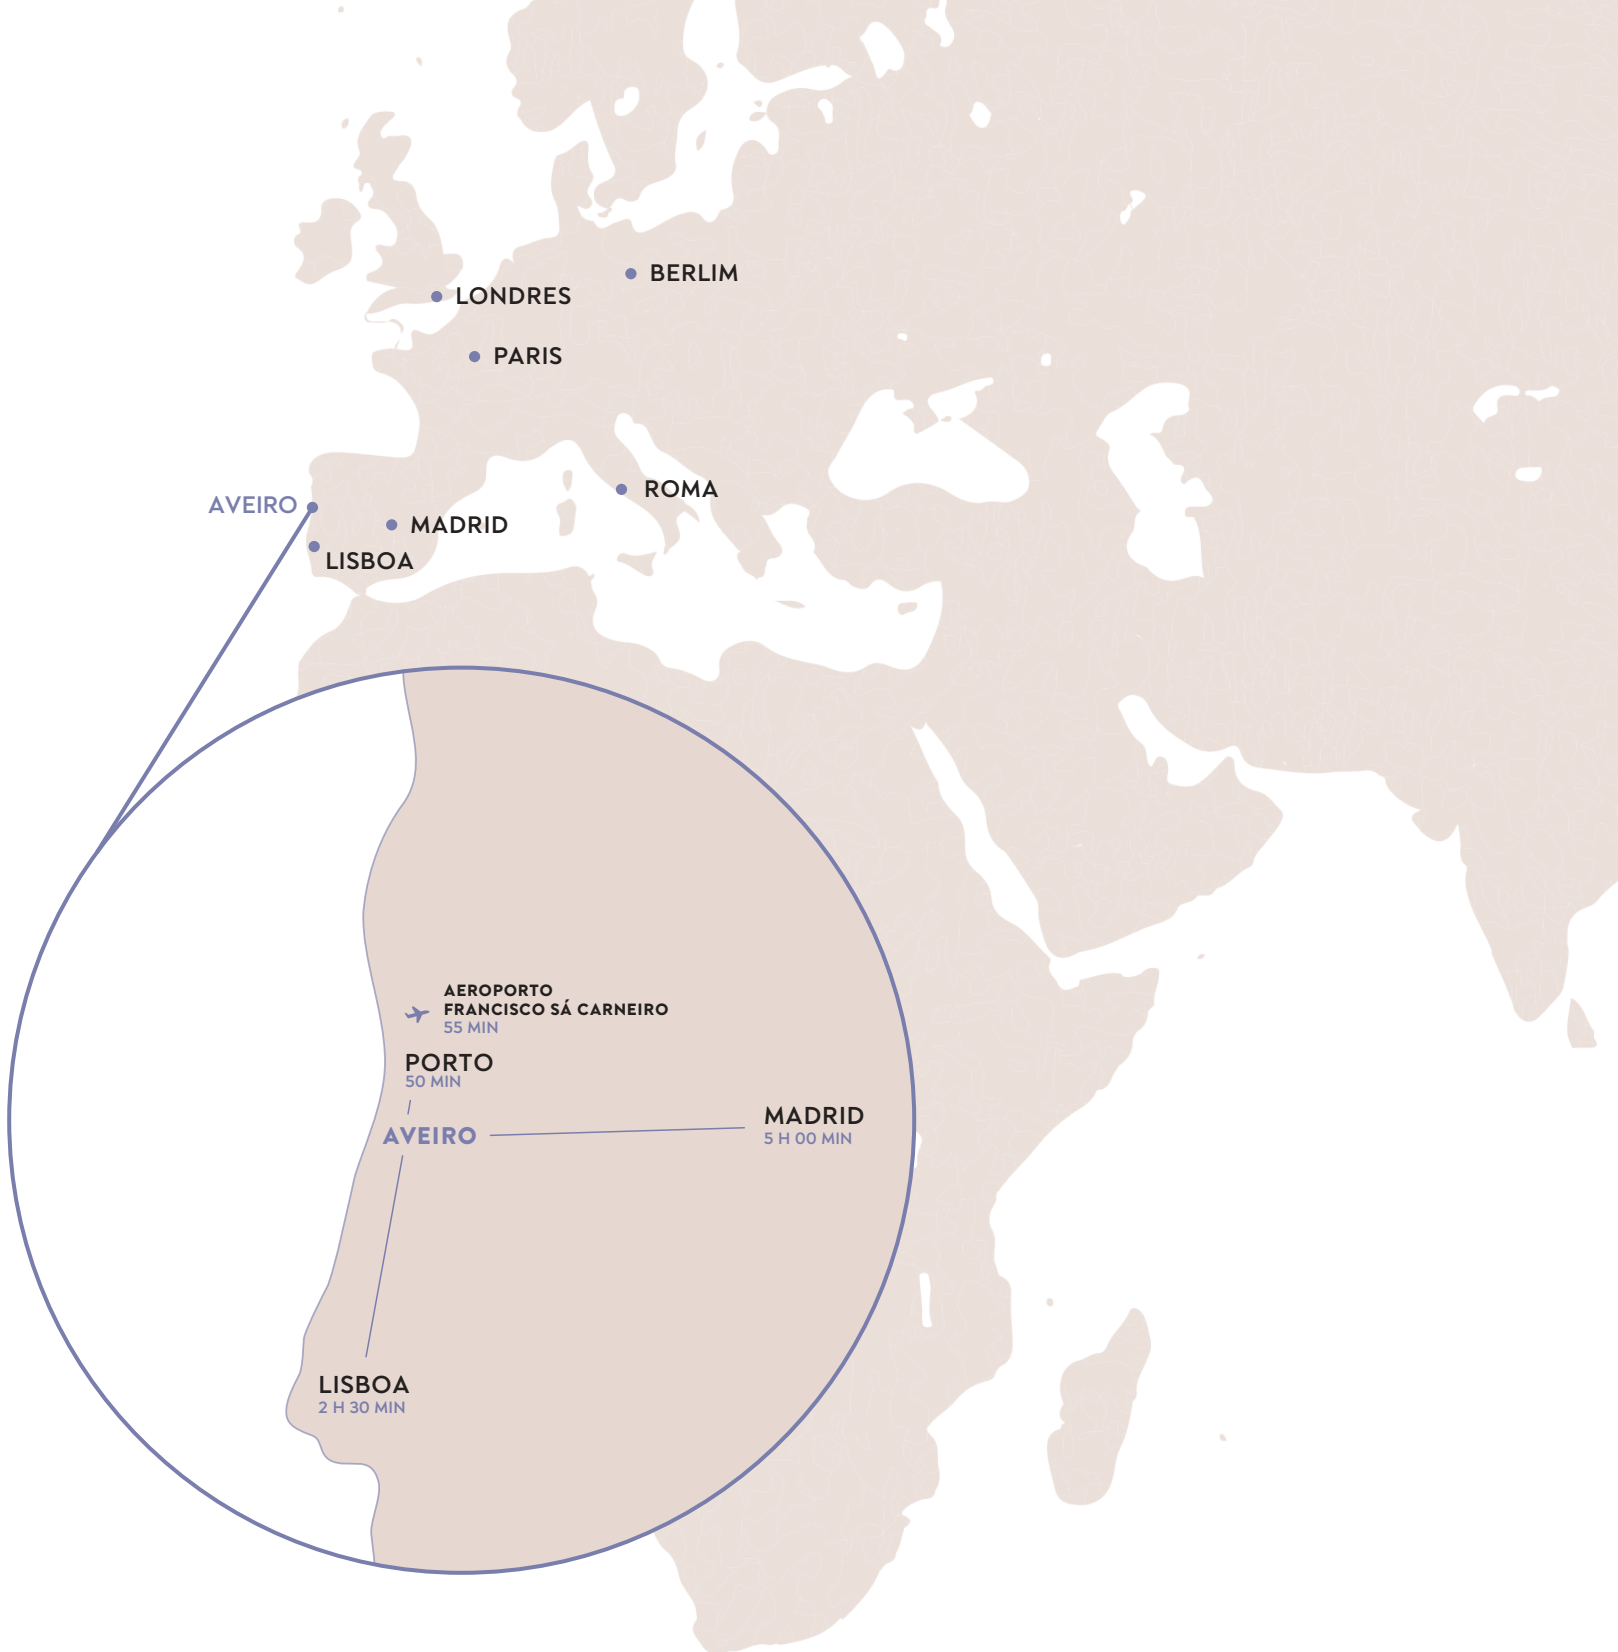 BERLIM
LONDRES
PARIS
ROMA
AVEIRO
MADRID
LISBOA
AEROPORTO
FRANCISCO SÁ CARNEIRO
55 MIN
PORTO
50 MIN
AVEIRO
MADRID
5 H 00 MIN
LISBOA
2 H 30 MIN